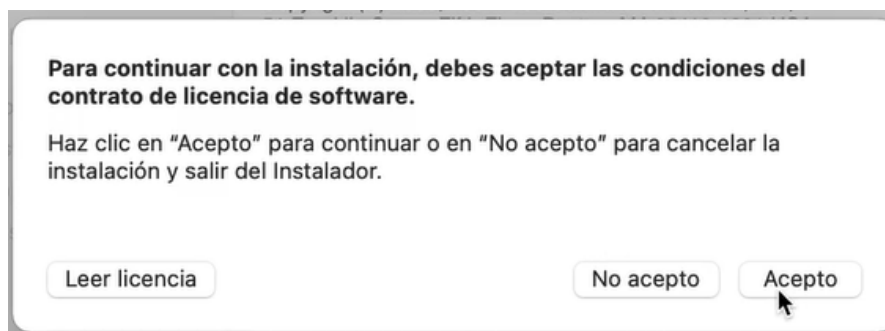 Para continuar con la instalación, debes aceptar las condiciones del
contrato de licencia de software.
Haz clic en “Acepto” para continuar o en “No acepto” para cancelar la
instalación y salir del Instalador.
Leer licencia
No acepto
Acepto